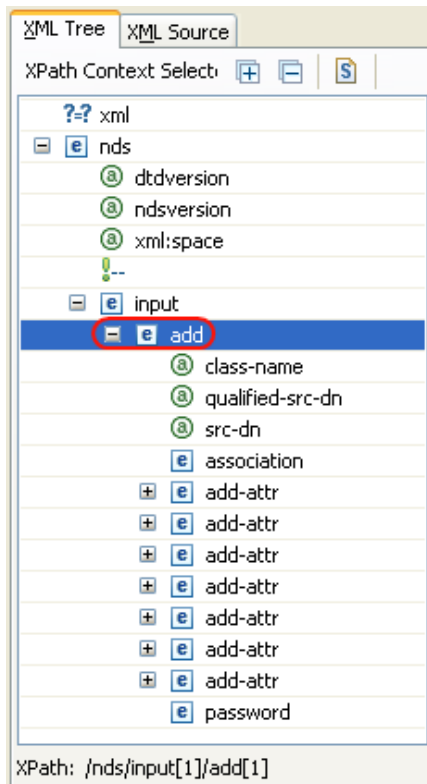 XML Tree XML Source
XPath Context Select
?=? xml
e nds
a dtdversion
a ndsversion
a xml:space
!--
e input
e add
a class-name
a qualified-src-dn
a src-dn
e association
e add-attr
e add-attr
e add-attr
e add-attr
e add-attr
e add-attr
e add-attr
e password
XPath: /nds/input[1]/add[1]